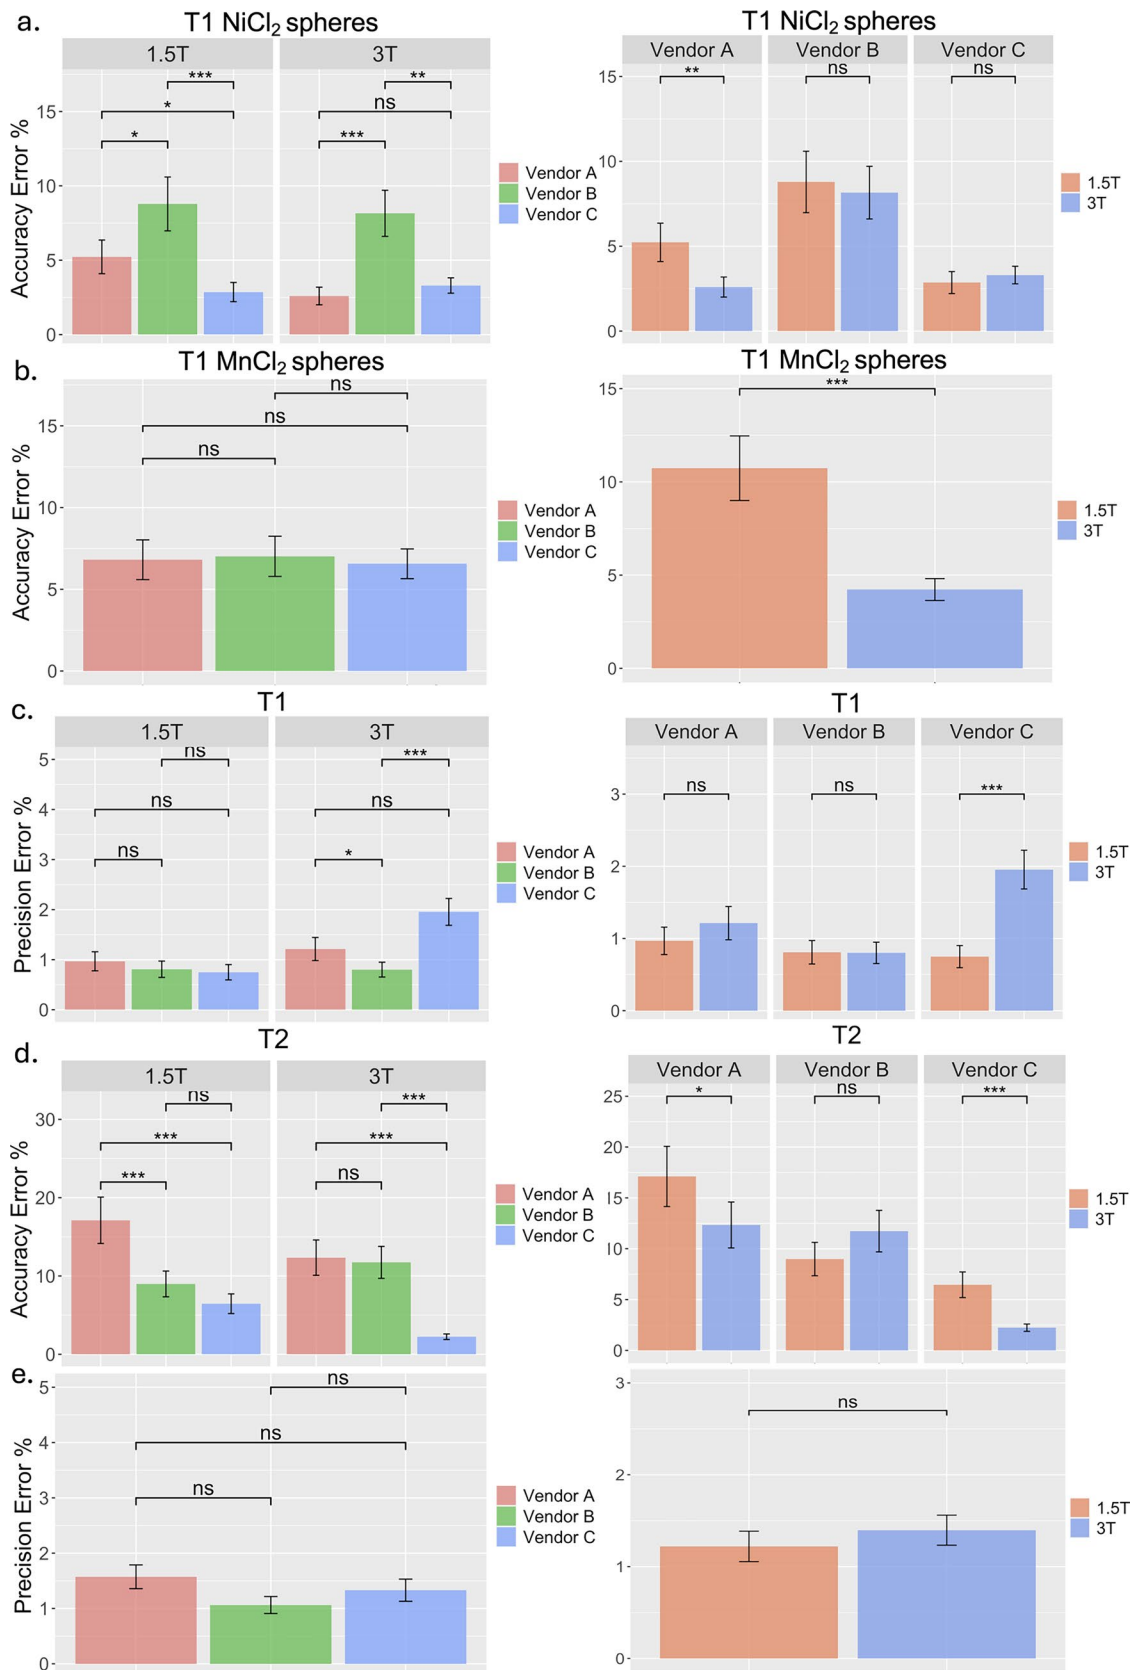 a.
T1 NiCl₂ spheres
1.5T
3T
Accuracy Error %
15
10
5
0
***
*
*
**
ns
***
Vendor A
Vendor B
Vendor C
T1 NiCl₂ spheres
Vendor A
Vendor B
Vendor C
15
10
5
0
**
ns
ns
1.5T
3T
b.
T1 MnCl₂ spheres
Accuracy Error %
15
10
5
0
ns
ns
ns
Vendor A
Vendor B
Vendor C
T1 MnCl₂ spheres
15
10
5
0
***
1.5T
3T
c.
T1
1.5T
3T
Precision Error %
5
4
3
2
1
0
ns
ns
ns
***
ns
*
Vendor A
Vendor B
Vendor C
T1
Vendor A
Vendor B
Vendor C
3
2
1
0
ns
ns
***
1.5T
3T
d.
T2
1.5T
3T
Accuracy Error %
30
20
10
0
ns
***
***
***
***
ns
Vendor A
Vendor B
Vendor C
T2
Vendor A
Vendor B
Vendor C
25
20
15
10
5
0
*
ns
***
1.5T
3T
e.
Precision Error %
5
4
3
2
1
0
ns
ns
ns
Vendor A
Vendor B
Vendor C
3
2
1
0
ns
1.5T
3T